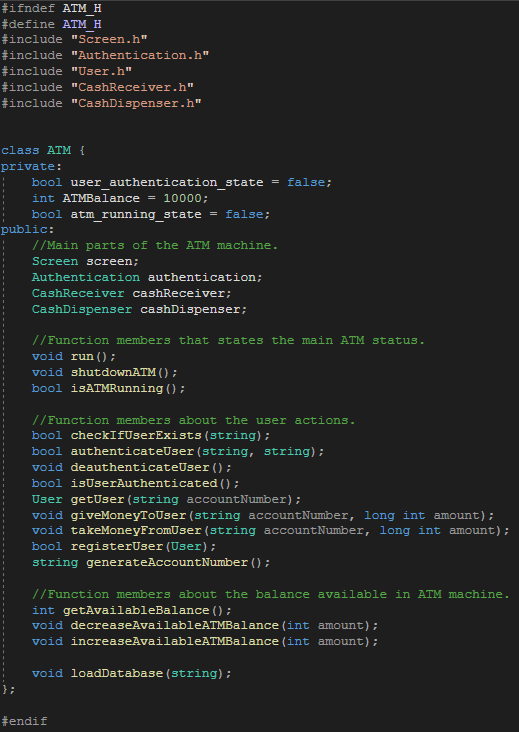 #ifndef ATM_H
#define ATM_H
#include "Screen.h"
#include "Authentication.h"
#include "User.h"
#include "CashReceiver.h"
#include "CashDispenser.h"
class ATM {
private:
bool user_authentication_state = false;
int ATMBalance = 10000;
bool atm_running_state = false;
public:
//Main parts of the ATM machine.
Screen screen;
Authentication authentication;
CashReceiver cashReceiver;
CashDispenser cashDispenser;
//Function members that states the main ATM status.
void run();
void shutdownATM();
bool isATMRunning();
//Function members about the user actions.
bool checkIfUserExists(string);
bool authenticateUser(string, string);
void deauthenticateUser();
bool isUserAuthenticated();
User getUser(string accountNumber);
void giveMoneyToUser(string accountNumber, long int amount);
void takeMoneyFromUser(string accountNumber, long int amount);
bool registerUser(User);
string generateAccountNumber();
//Function members about the balance available in ATM machine.
int getAvailableBalance();
void decreaseAvailableATMBalance(int amount);
void increaseAvailableATMBalance(int amount);
void loadDatabase(string);
};
#endif